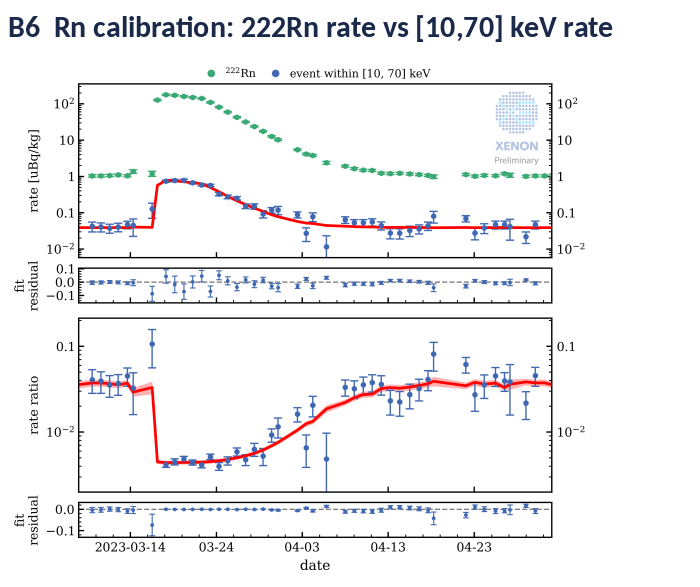 B6 Rn calibration: 222Rn rate vs [10,70] keV rate
²²²Rn event within [10, 70] keV
XENON
Preliminary
rate [uBq/kg]
10²
10
1
0.1
10⁻²
10²
10
1
0.1
10⁻²
fit
residual
0.1
0.0
−0.1
rate ratio
0.1
10⁻²
0.1
10⁻²
fit
residual
0.0
−0.1
2023-03-14 03-24 04-03 04-13 04-23
date